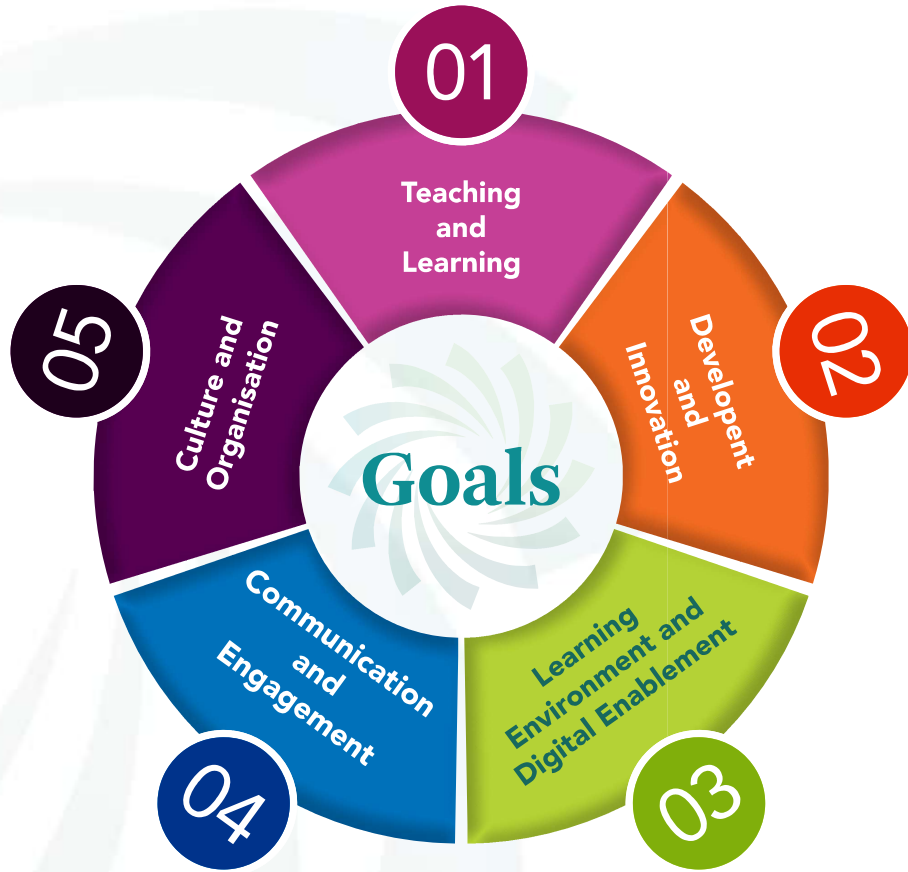 01
Teaching
and
Learning
02
Developent
and
Innovation
03
Learning
Environment and
Digital Enablement
04
Communication
and
Engagement
05
Culture and
Organisation
Goals